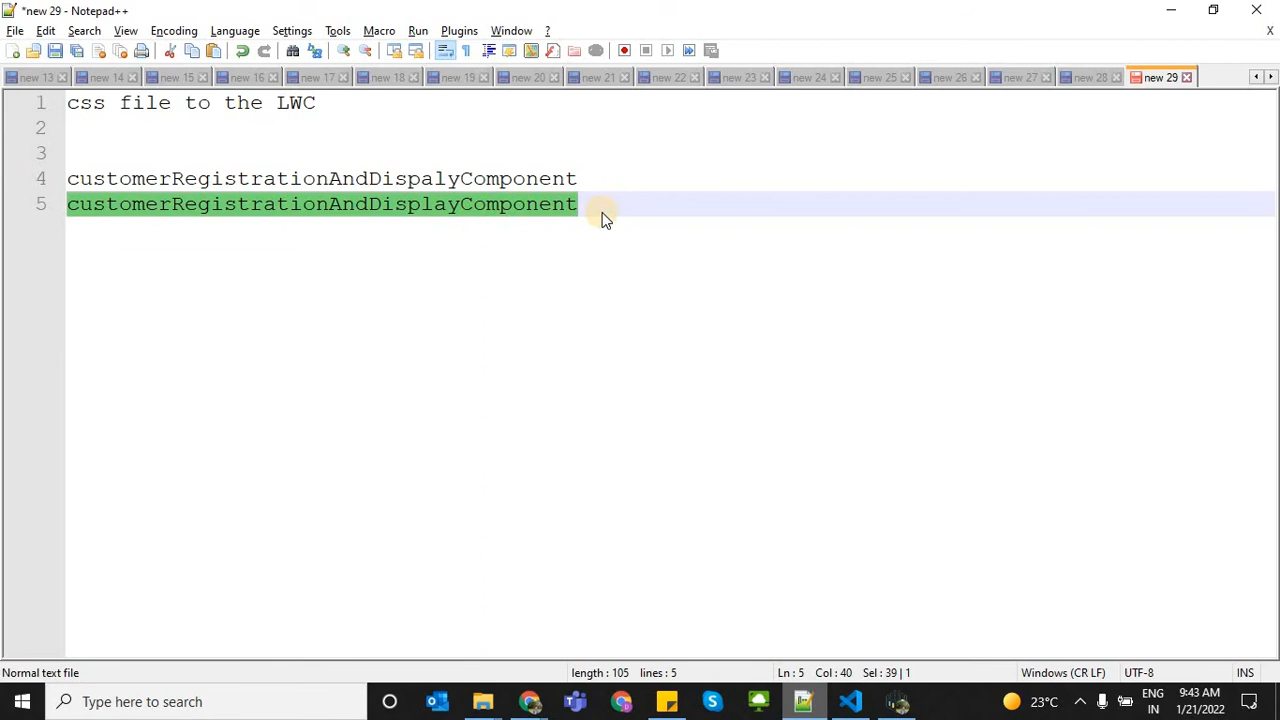 *new 29 - Notepad++
File Edit Search View Encoding Language Settings Tools Macro Run Plugins Window ?
X
new 13 new 14 new 15 new 16 new 17 new 18 new 19 new 20 new 21 new 22 new 23 new 24 new 25 new 26 new 27 new 28 new 29
1 css file to the LWC
2
3
4 customerRegistrationAndDispalyComponent
5 customerRegistrationAndDisplayComponent
Normal text file length : 105 lines : 5 Ln : 5 Col : 40 Sel : 39 | 1 Windows (CR LF) UTF-8 INS
Type here to search 23°C ENG IN 9:43 AM 1/21/2022